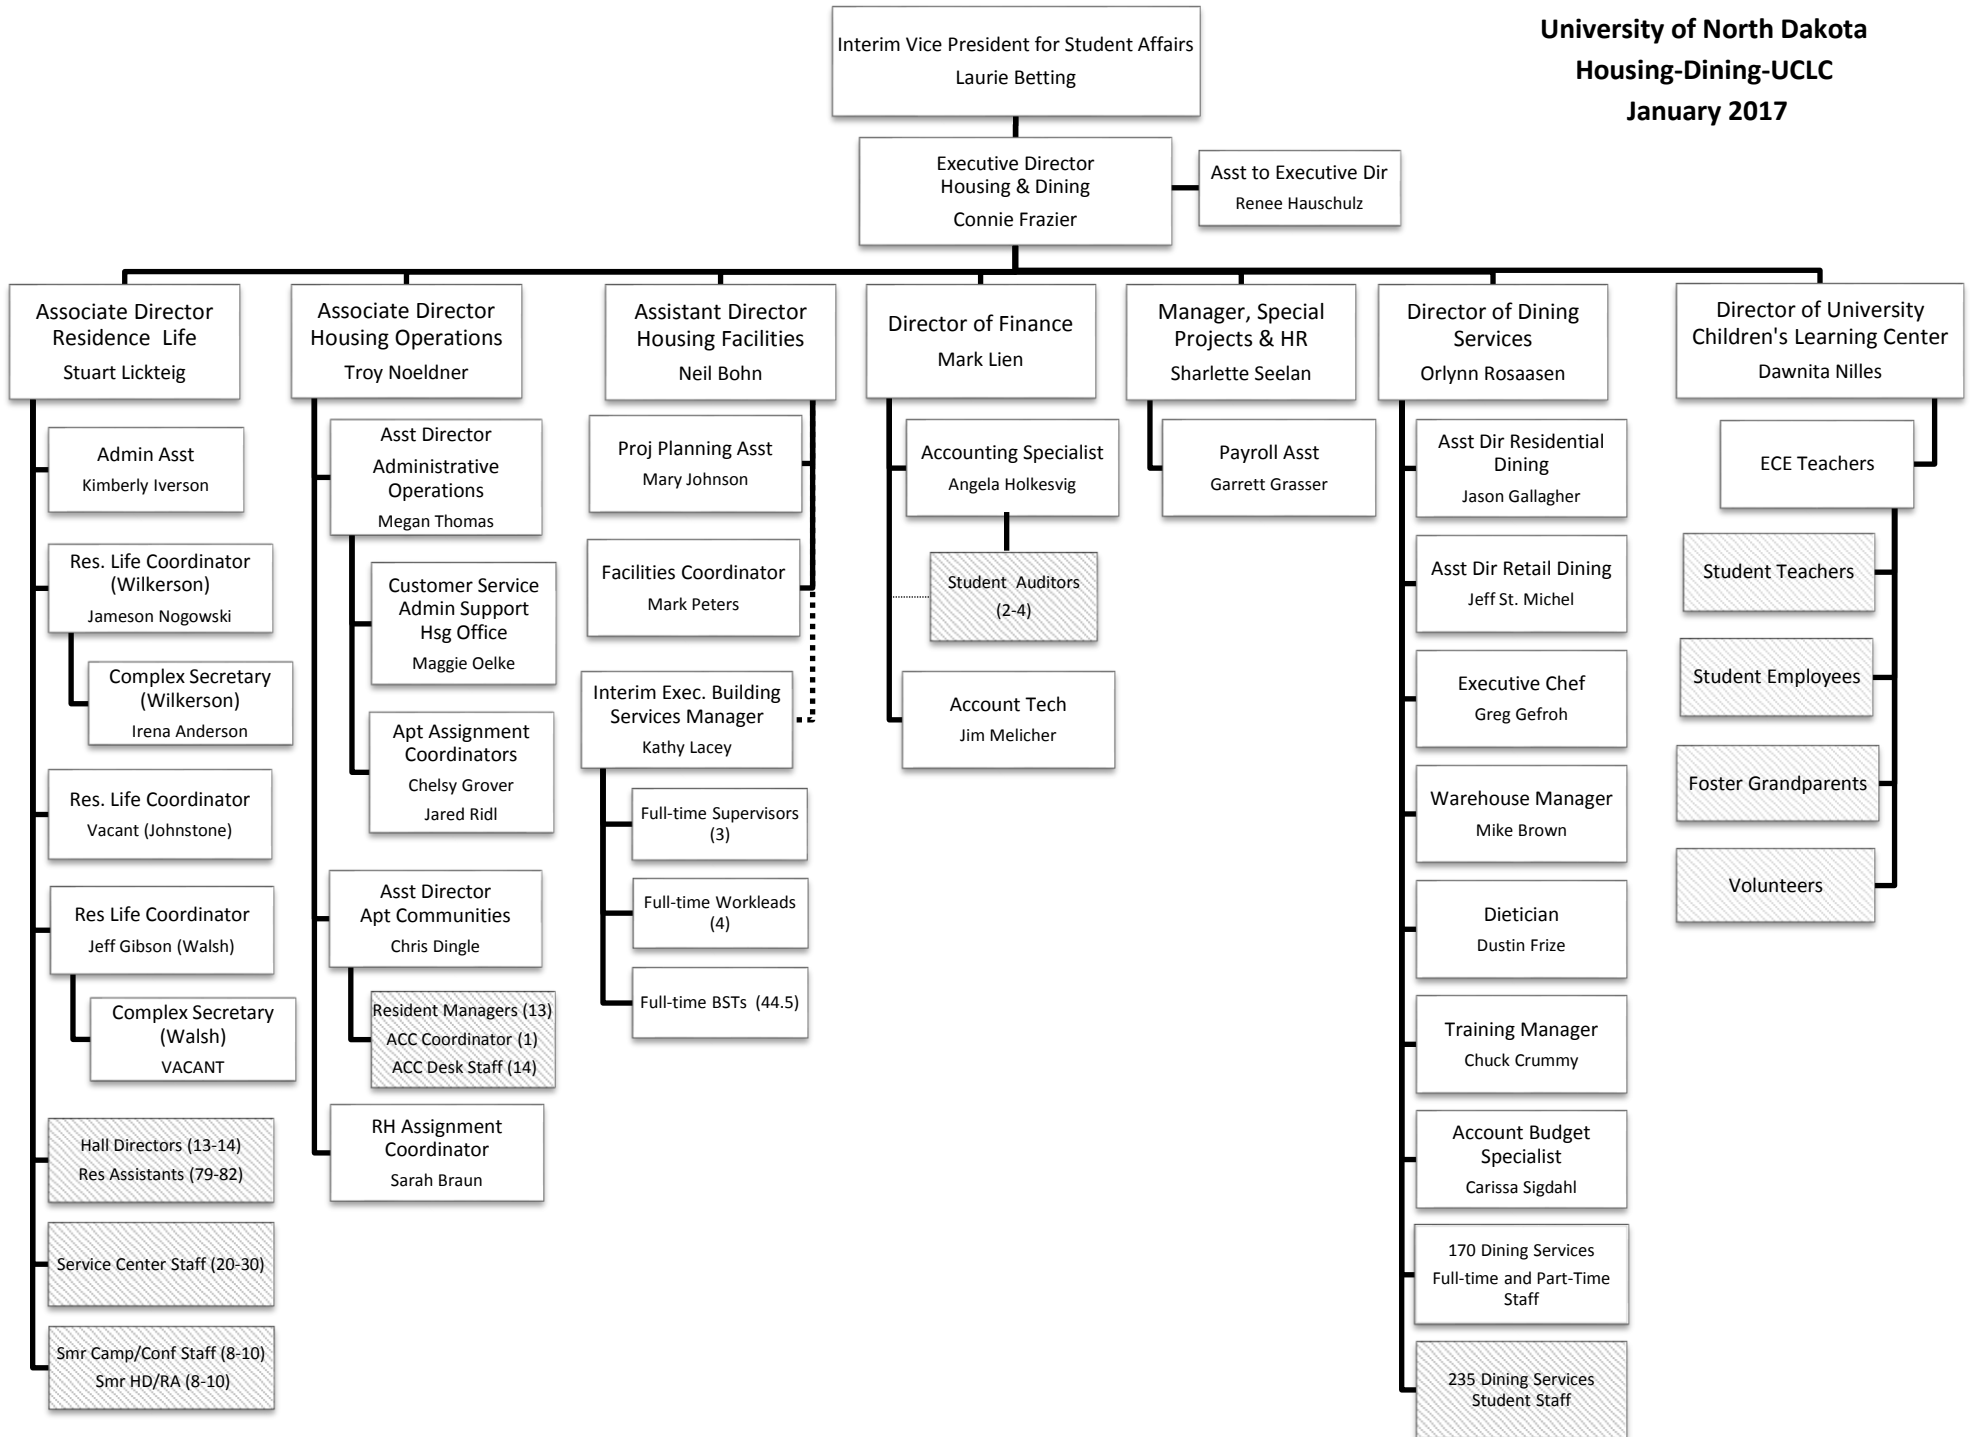 University of North Dakota
Housing-Dining-UCLC
January 2017
Interim Vice President for Student Affairs
Laurie Betting
Executive Director
Housing & Dining
Connie Frazier
Asst to Executive Dir
Renee Hauschulz
Associate Director
Residence Life
Stuart Lickteig
Admin Asst
Kimberly Iverson
Res. Life Coordinator
(Wilkerson)
Jameson Nogowski
Complex Secretary
(Wilkerson)
Irena Anderson
Res. Life Coordinator
Vacant (Johnstone)
Res Life Coordinator
Jeff Gibson (Walsh)
Complex Secretary
(Walsh)
VACANT
Hall Directors (13-14)
Res Assistants (79-82)
Service Center Staff (20-30)
Smr Camp/Conf Staff (8-10)
Smr HD/RA (8-10)
Associate Director
Housing Operations
Troy Noeldner
Asst Director
Administrative
Operations
Megan Thomas
Customer Service
Admin Support
Hsg Office
Maggie Oelke
Apt Assignment
Coordinators
Chelsy Grover
Jared Ridl
Asst Director
Apt Communities
Chris Dingle
Resident Managers (13)
ACC Coordinator (1)
ACC Desk Staff (14)
RH Assignment
Coordinator
Sarah Braun
Assistant Director
Housing Facilities
Neil Bohn
Proj Planning Asst
Mary Johnson
Facilities Coordinator
Mark Peters
Interim Exec. Building
Services Manager
Kathy Lacey
Full-time Supervisors
(3)
Full-time Workleads
(4)
Full-time BSTs (44.5)
Director of Finance
Mark Lien
Accounting Specialist
Angela Holkesvig
Student Auditors
(2-4)
Account Tech
Jim Melicher
Manager, Special
Projects & HR
Sharlette Seelan
Payroll Asst
Garrett Grasser
Director of Dining
Services
Orlynn Rosaasen
Asst Dir Residential
Dining
Jason Gallagher
Asst Dir Retail Dining
Jeff St. Michel
Executive Chef
Greg Gefroh
Warehouse Manager
Mike Brown
Dietician
Dustin Frize
Training Manager
Chuck Crummy
Account Budget
Specialist
Carissa Sigdahl
170 Dining Services
Full-time and Part-Time
Staff
235 Dining Services
Student Staff
Director of University
Children's Learning Center
Dawnita Nilles
ECE Teachers
Student Teachers
Student Employees
Foster Grandparents
Volunteers